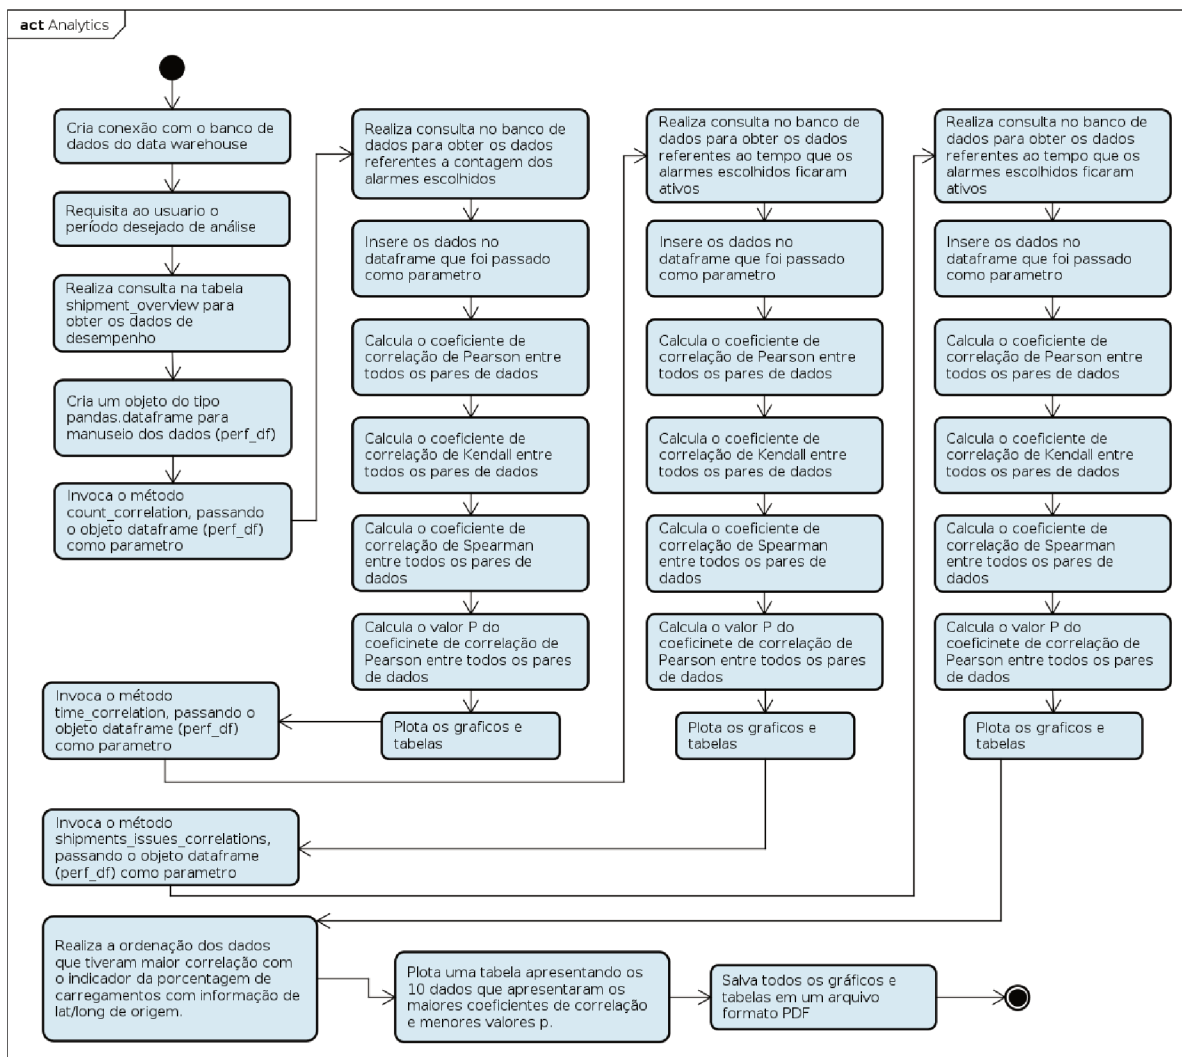 act Analytics
Cria conexão com o banco de
dados do data warehouse
Requisita ao usuario o
período desejado de análise
Realiza consulta na tabela
shipment_overview para
obter os dados de
desempenho
Cria um objeto do tipo
pandas.dataframe para
manuseio dos dados (perf_df)
Invoca o método
count_correlation, passando
o objeto dataframe (perf_df)
como parametro
Realiza consulta no banco de
dados para obter os dados
referentes a contagem dos
alarmes escolhidos
Insere os dados no
dataframe que foi passado
como parametro
Calcula o coeficiente de
correlação de Pearson entre
todos os pares de dados
Calcula o coeficiente de
correlação de Kendall entre
todos os pares de dados
Calcula o coeficiente de
correlação de Spearman
entre todos os pares de
dados
Calcula o valor P do
coeficinete de correlação de
Pearson entre todos os pares
de dados
Plota os graficos e
tabelas
Invoca o método
time_correlation, passando o
objeto dataframe (perf_df)
como parametro
Realiza consulta no banco de
dados para obter os dados
referentes ao tempo que os
alarmes escolhidos ficaram
ativos
Insere os dados no
dataframe que foi passado
como parametro
Calcula o coeficiente de
correlação de Pearson entre
todos os pares de dados
Calcula o coeficiente de
correlação de Kendall entre
todos os pares de dados
Calcula o coeficiente de
correlação de Spearman
entre todos os pares de
dados
Calcula o valor P do
coeficinete de correlação de
Pearson entre todos os pares
de dados
Plota os graficos e
tabelas
Invoca o método
shipments_issues_correlations,
passando o objeto dataframe
(perf_df) como parametro
Realiza consulta no banco de
dados para obter os dados
referentes ao tempo que os
alarmes escolhidos ficaram
ativos
Insere os dados no
dataframe que foi passado
como parametro
Calcula o coeficiente de
correlação de Pearson entre
todos os pares de dados
Calcula o coeficiente de
correlação de Kendall entre
todos os pares de dados
Calcula o coeficiente de
correlação de Spearman
entre todos os pares de
dados
Calcula o valor P do
coeficinete de correlação de
Pearson entre todos os pares
de dados
Plota os graficos e
tabelas
Realiza a ordenação dos dados
que tiveram maior correlação com
o indicador da porcentagem de
carregamentos com informação de
lat/long de origem.
Plota uma tabela apresentando os
10 dados que apresentaram os
maiores coeficientes de correlação
e menores valores p.
Salva todos os gráficos e
tabelas em um arquivo
formato PDF